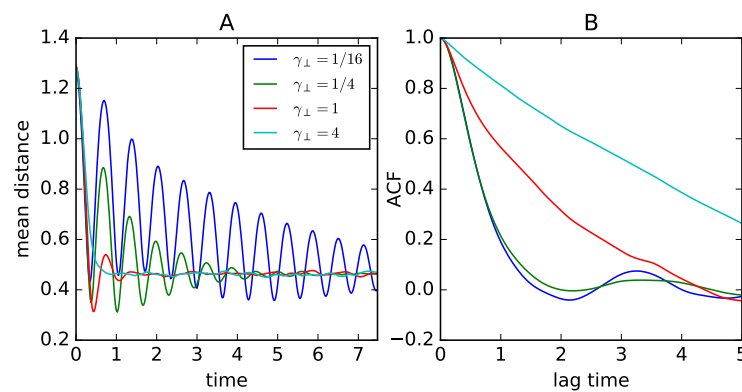 A
B
1.4
1.2
1.0
0.8
0.6
0.4
0.2
mean distance
0 1 2 3 4 5 6 7
time
γ⊥ = 1/16
γ⊥ = 1/4
γ⊥ = 1
γ⊥ = 4
1.0
0.8
0.6
0.4
0.2
0.0
−0.2
ACF
0 1 2 3 4 5
lag time